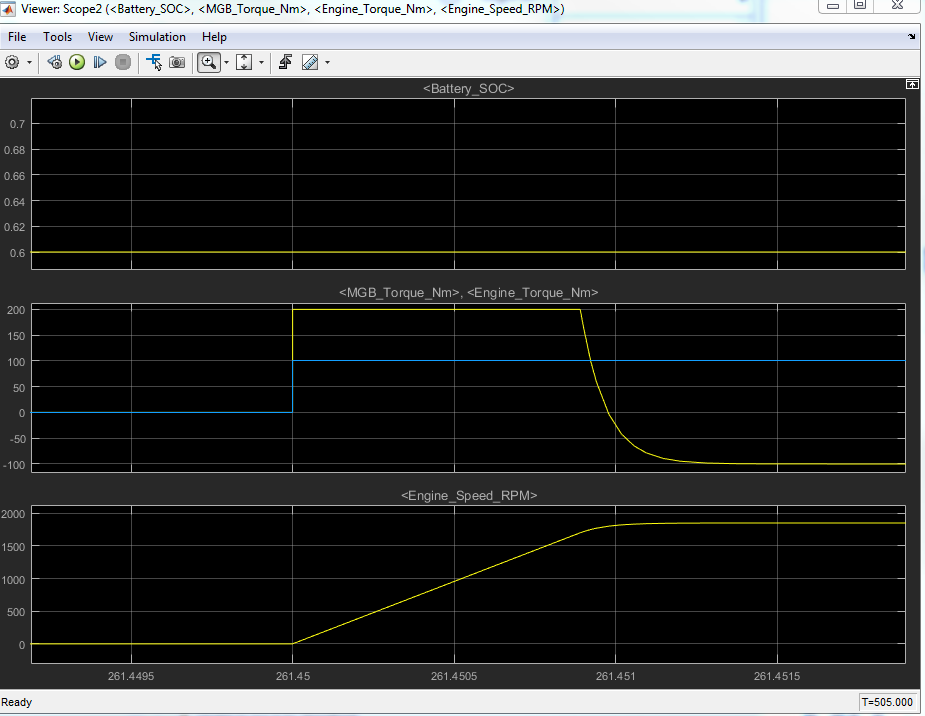 Viewer: Scope2 (<Battery_SOC>, <MGB_Torque_Nm>, <Engine_Torque_Nm>, <Engine_Speed_RPM>)
File Tools View Simulation Help
<Battery_SOC>
0.7
0.68
0.66
0.64
0.62
0.6
<MGB_Torque_Nm>, <Engine_Torque_Nm>
200
150
100
50
0
-50
-100
<Engine_Speed_RPM>
2000
1500
1000
500
0
261.4495 261.45 261.4505 261.451 261.4515
Ready T=505.000